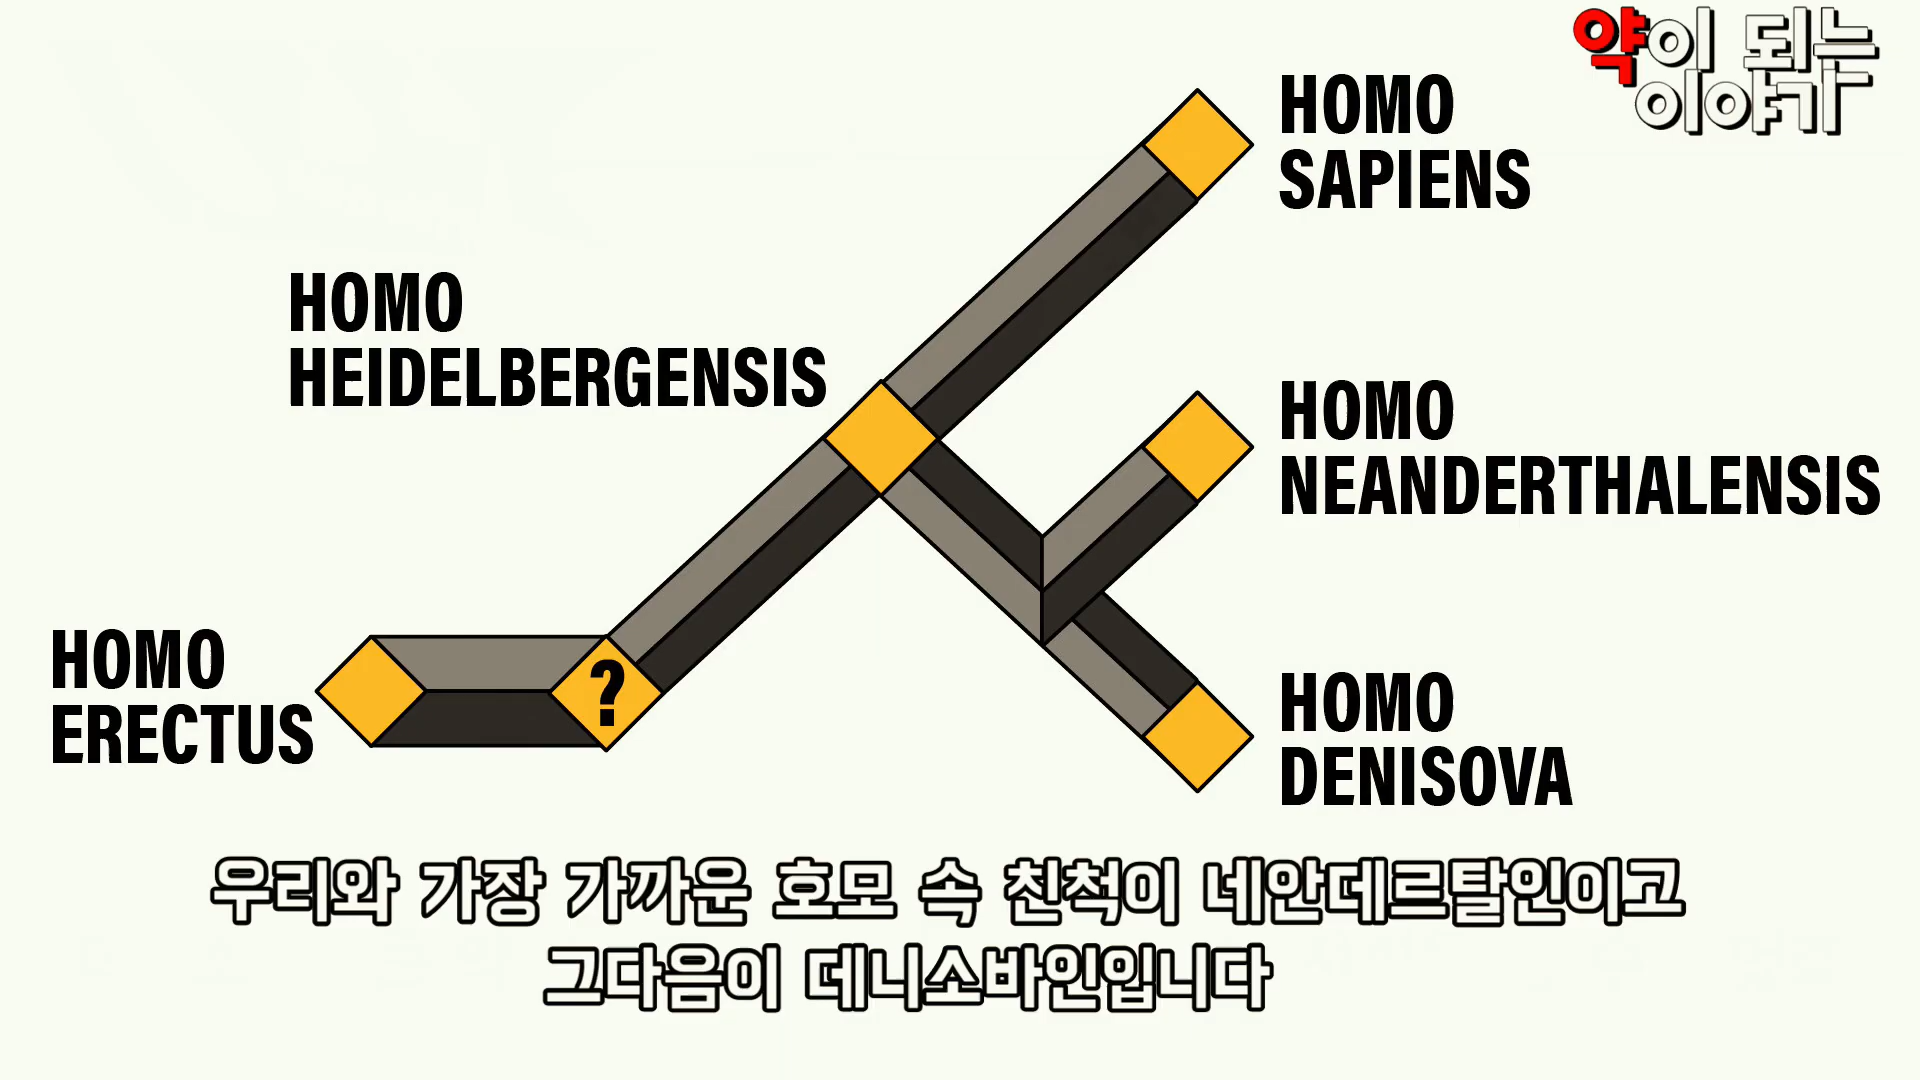 약이 되는
이야기
HOMO
SAPIENS
HOMO
HEIDELBERGENSIS
HOMO
NEANDERTHALENSIS
HOMO
ERECTUS
?
HOMO
DENISOVA
우리와 가장 가까운 호모 속 친척이 네안데르탈인이고
그다음이 데니소바인입니다